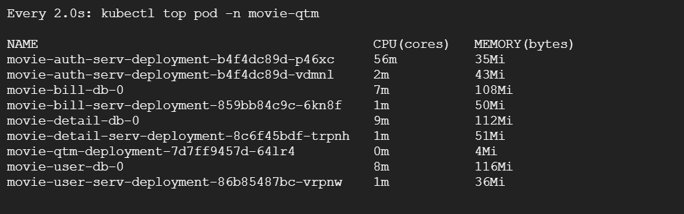 Every 2.0s: kubectl top pod -n movie-qtm
NAME CPU(cores) MEMORY(bytes)
movie-auth-serv-deployment-b4f4dc89d-p46xc 56m 35Mi
movie-auth-serv-deployment-b4f4dc89d-vdmnl 2m 43Mi
movie-bill-db-0 7m 108Mi
movie-bill-serv-deployment-859bb84c9c-6kn8f 1m 50Mi
movie-detail-db-0 9m 112Mi
movie-detail-serv-deployment-8c6f45bdf-trpnh 1m 51Mi
movie-qtm-deployment-7d7ff9457d-64lr4 0m 4Mi
movie-user-db-0 8m 116Mi
movie-user-serv-deployment-86b85487bc-vrpnw 1m 36Mi